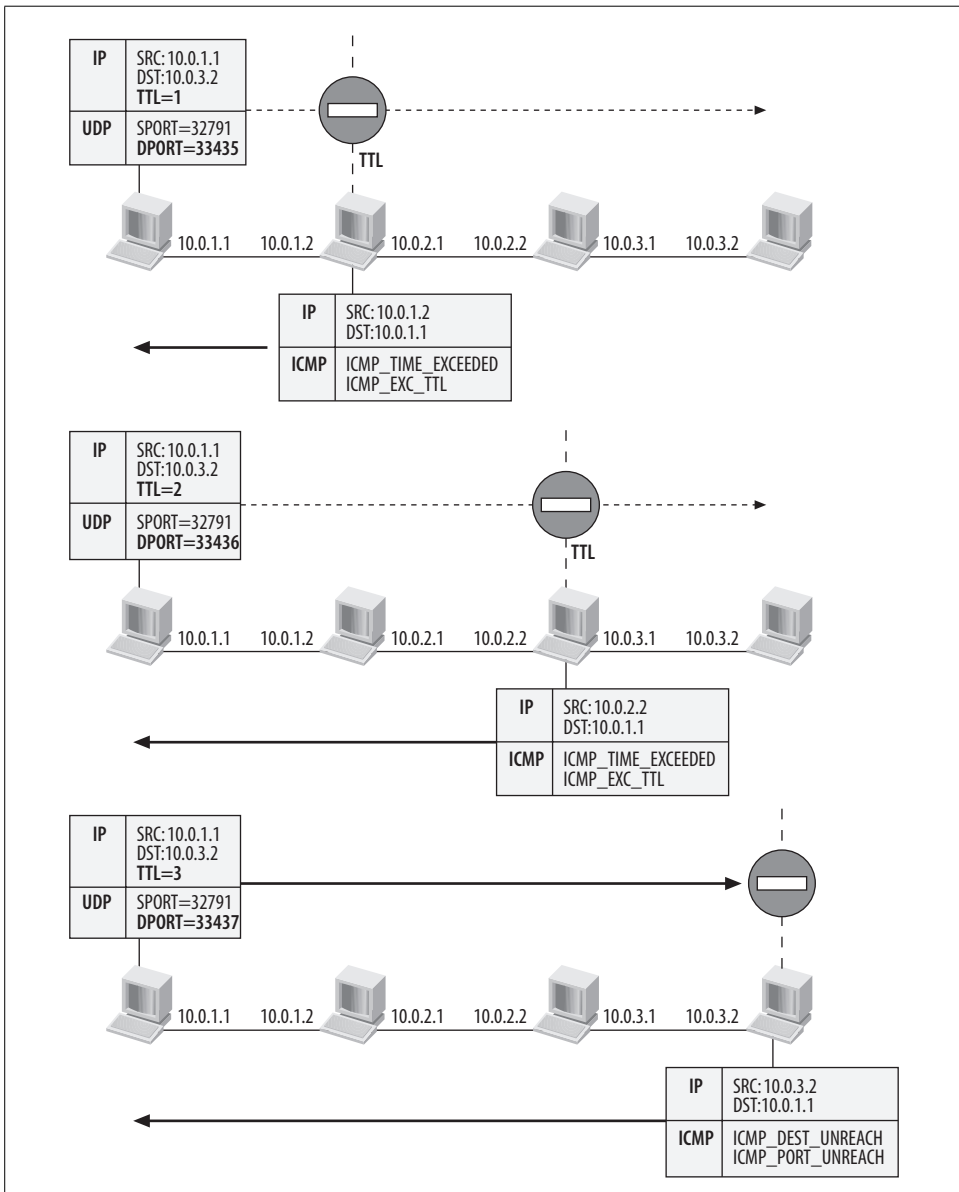 IP
SRC: 10.0.1.1
DST:10.0.3.2
TTL=1
UDP
SPORT=32791
DPORT=33435
TTL
10.0.1.1
10.0.1.2
10.0.2.1
10.0.2.2
10.0.3.1
10.0.3.2
IP
SRC: 10.0.1.2
DST:10.0.1.1
ICMP
ICMP_TIME_EXCEEDED
ICMP_EXC_TTL
IP
SRC: 10.0.1.1
DST:10.0.3.2
TTL=2
UDP
SPORT=32791
DPORT=33436
TTL
10.0.1.1
10.0.1.2
10.0.2.1
10.0.2.2
10.0.3.1
10.0.3.2
IP
SRC: 10.0.2.2
DST:10.0.1.1
ICMP
ICMP_TIME_EXCEEDED
ICMP_EXC_TTL
IP
SRC: 10.0.1.1
DST:10.0.3.2
TTL=3
UDP
SPORT=32791
DPORT=33437
10.0.1.1
10.0.1.2
10.0.2.1
10.0.2.2
10.0.3.1
10.0.3.2
IP
SRC: 10.0.3.2
DST:10.0.1.1
ICMP
ICMP_DEST_UNREACH
ICMP_PORT_UNREACH